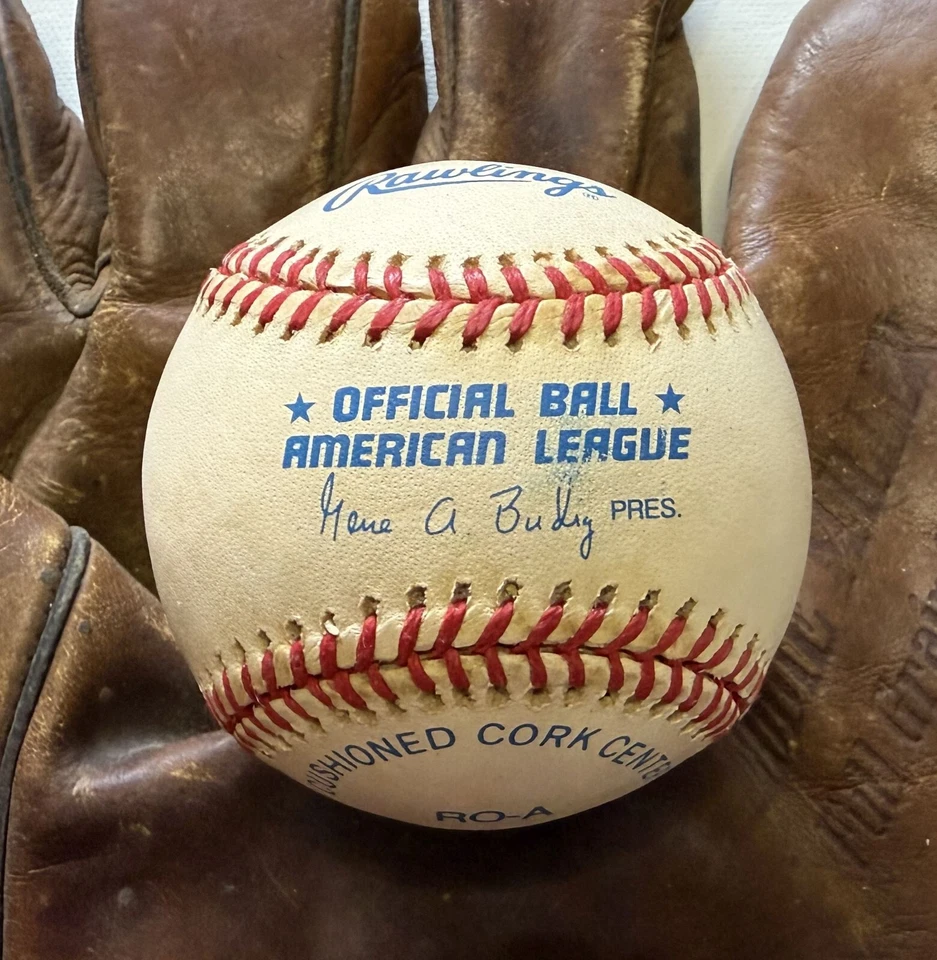 Rawlings
★ OFFICIAL BALL ★
AMERICAN LEAGUE
Gene A. Budig PRES.
CUSHIONED CORK CENTER
RO-A